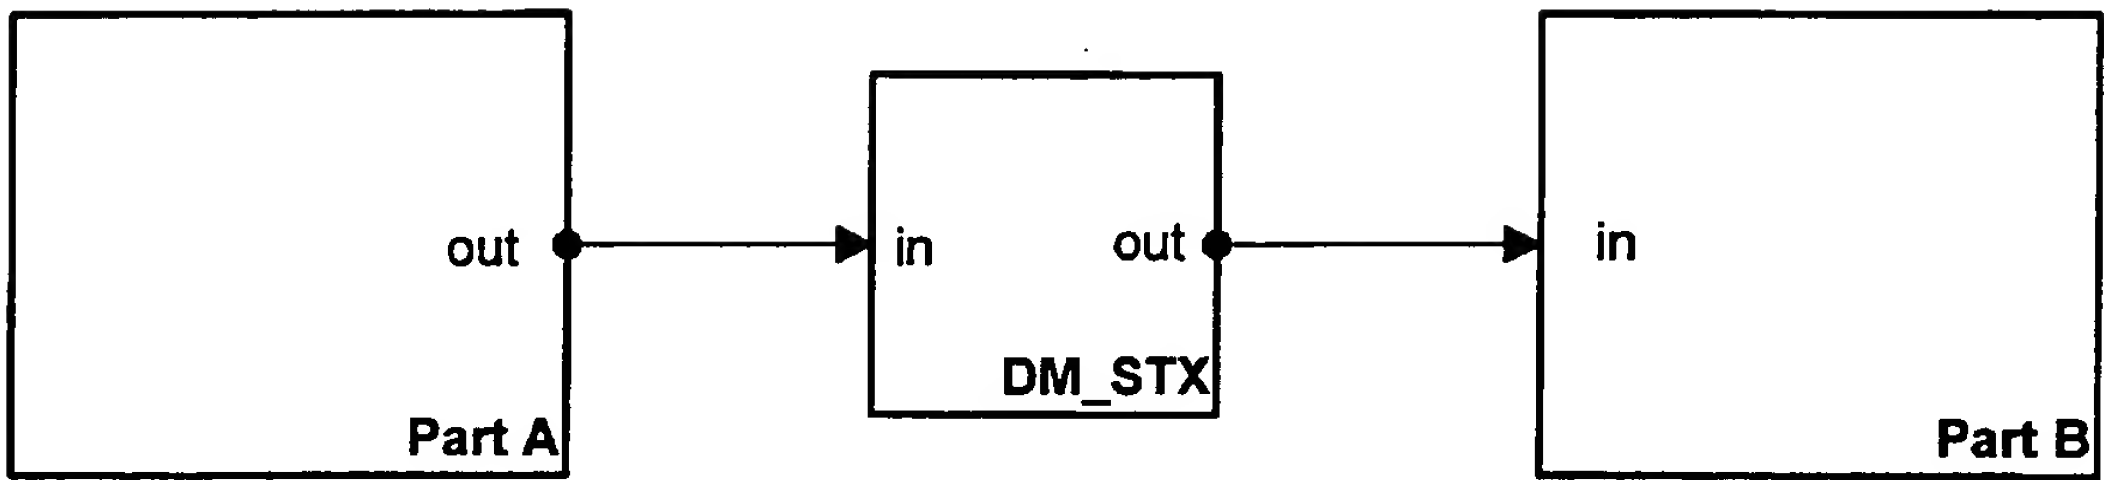 out
in
out
in
DM_STX
Part A
Part B